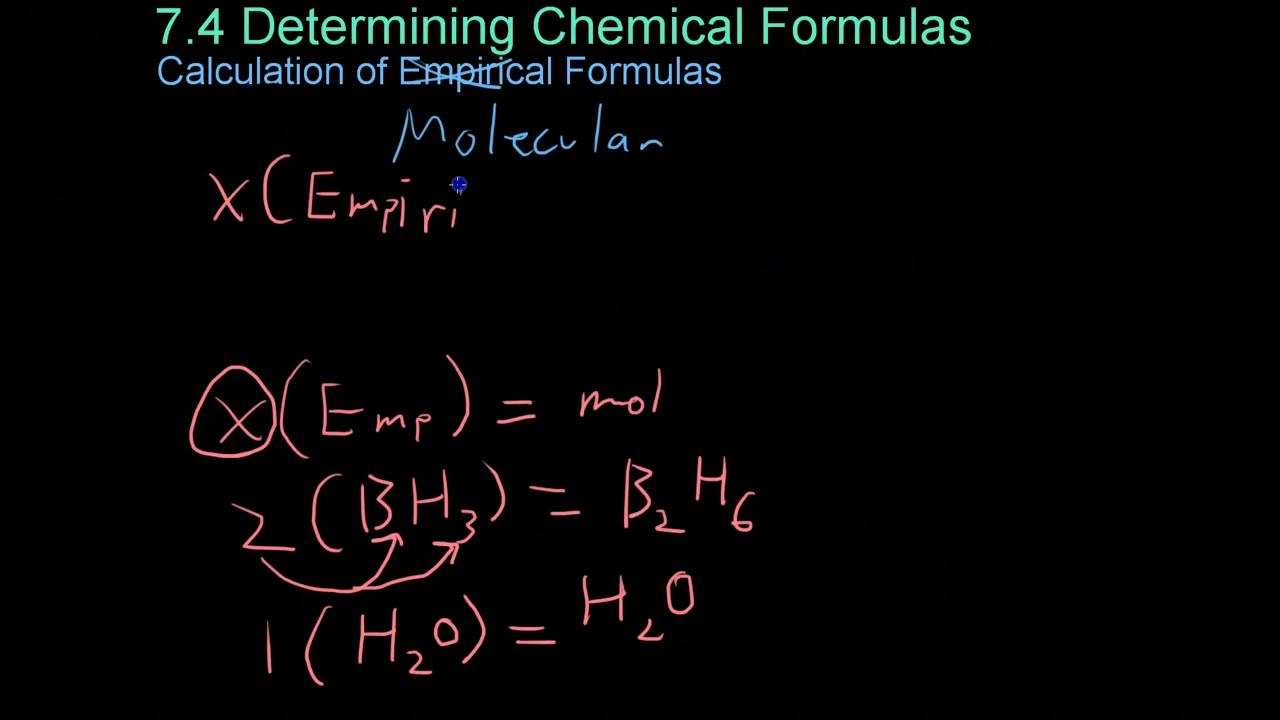 7.4 Determining Chemical Formulas
Calculation of Empirical Formulas
Molecular
x(Empiri
x(Emp) = mol
2(BH₃) = B₂H₆
1(H₂O) = H₂O